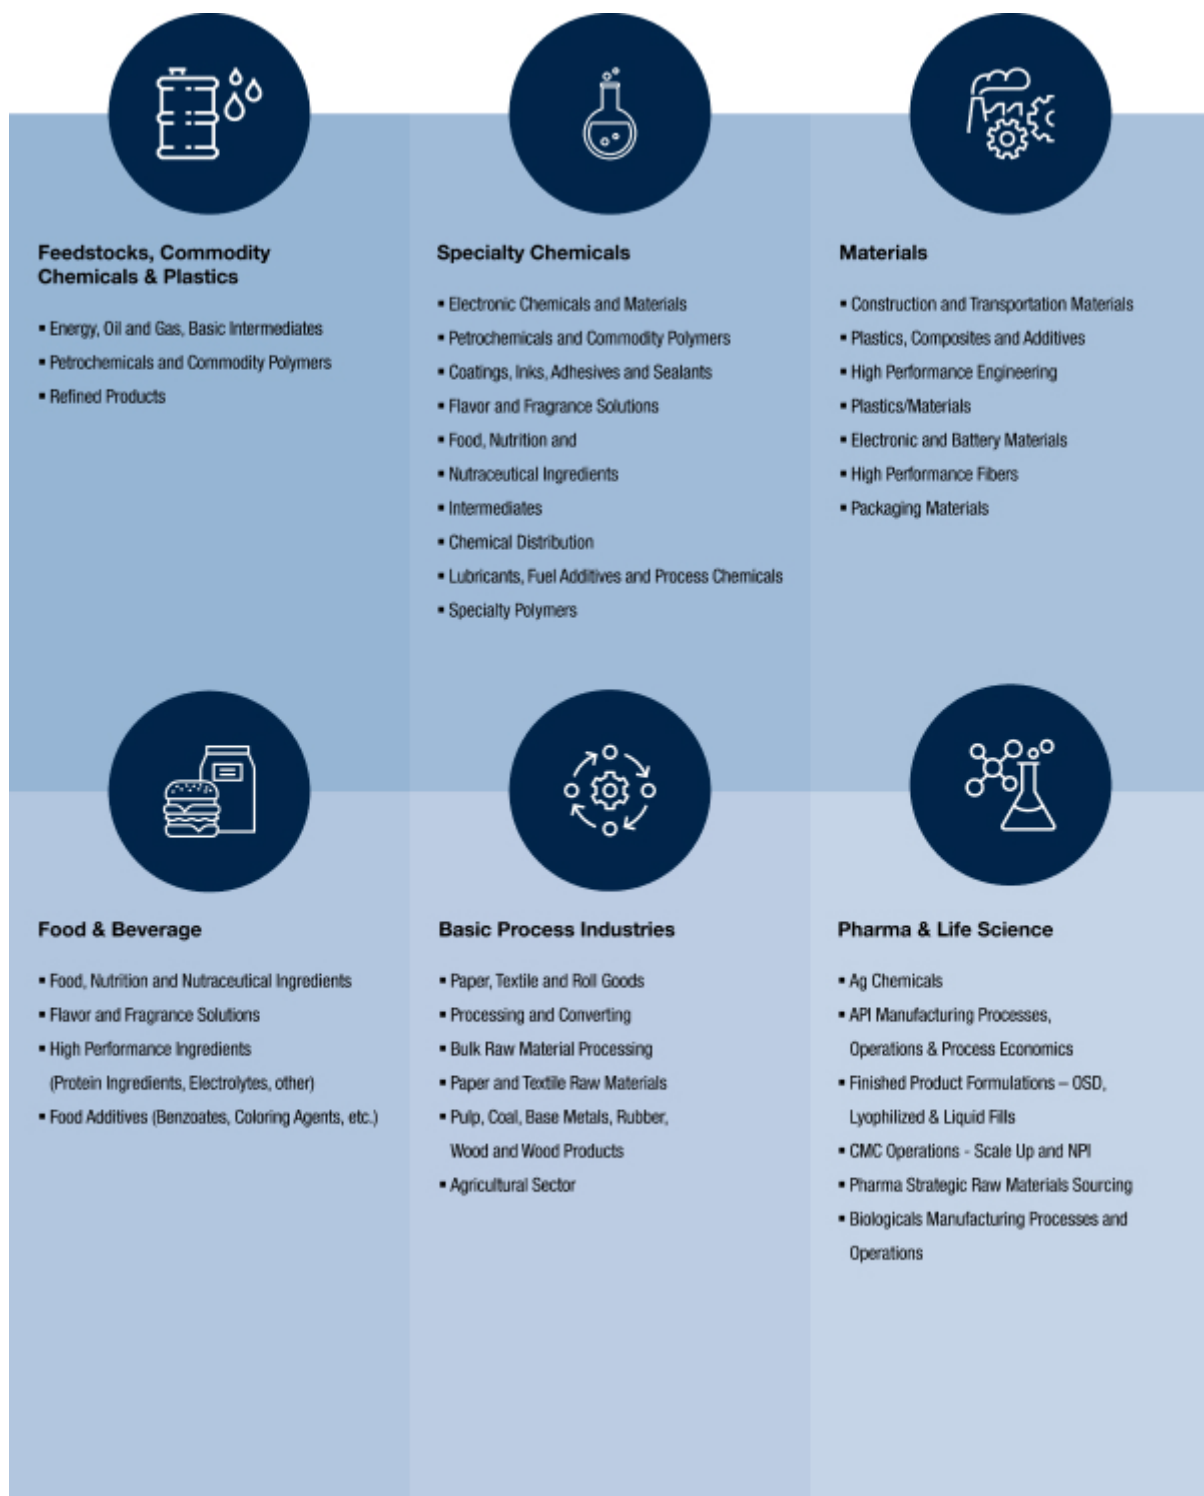 Feedstocks, Commodity
Chemicals & Plastics
▪ Energy, Oil and Gas, Basic Intermediates
▪ Petrochemicals and Commodity Polymers
▪ Refined Products
Specialty Chemicals
▪ Electronic Chemicals and Materials
▪ Petrochemicals and Commodity Polymers
▪ Coatings, Inks, Adhesives and Sealants
▪ Flavor and Fragrance Solutions
▪ Food, Nutrition and
▪ Nutraceutical Ingredients
▪ Intermediates
▪ Chemical Distribution
▪ Lubricants, Fuel Additives and Process Chemicals
▪ Specialty Polymers
Materials
▪ Construction and Transportation Materials
▪ Plastics, Composites and Additives
▪ High Performance Engineering
▪ Plastics/Materials
▪ Electronic and Battery Materials
▪ High Performance Fibers
▪ Packaging Materials
Food & Beverage
▪ Food, Nutrition and Nutraceutical Ingredients
▪ Flavor and Fragrance Solutions
▪ High Performance Ingredients
(Protein Ingredients, Electrolytes, other)
▪ Food Additives (Benzoates, Coloring Agents, etc.)
Basic Process Industries
▪ Paper, Textile and Roll Goods
▪ Processing and Converting
▪ Bulk Raw Material Processing
▪ Paper and Textile Raw Materials
▪ Pulp, Coal, Base Metals, Rubber,
Wood and Wood Products
▪ Agricultural Sector
Pharma & Life Science
▪ Ag Chemicals
▪ API Manufacturing Processes,
Operations & Process Economics
▪ Finished Product Formulations – OSD,
Lyophilized & Liquid Fills
▪ CMC Operations - Scale Up and NPI
▪ Pharma Strategic Raw Materials Sourcing
▪ Biologicals Manufacturing Processes and
Operations